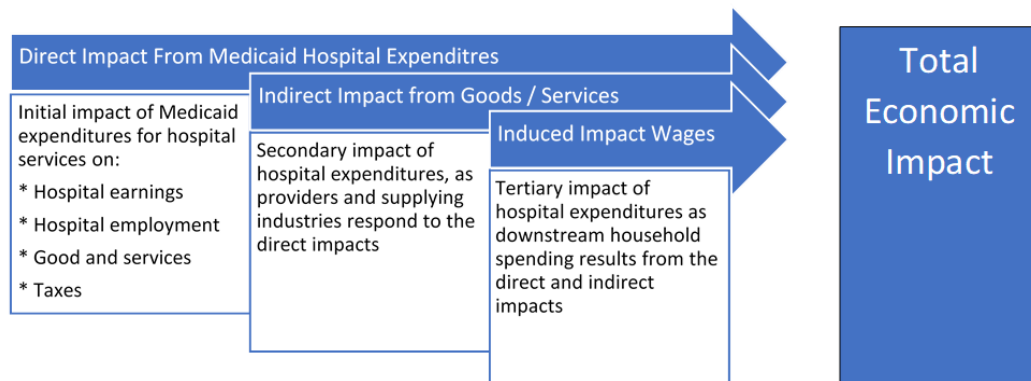 Direct Impact From Medicaid Hospital Expenditres
Initial impact of Medicaid
expenditures for hospital
services on:
* Hospital earnings
* Hospital employment
* Good and services
* Taxes
Indirect Impact from Goods / Services
Secondary impact of
hospital expenditures, as
providers and supplying
industries respond to the
direct impacts
Induced Impact Wages
Tertiary impact of
hospital expenditures as
downstream household
spending results from the
direct and indirect
impacts
Total
Economic
Impact